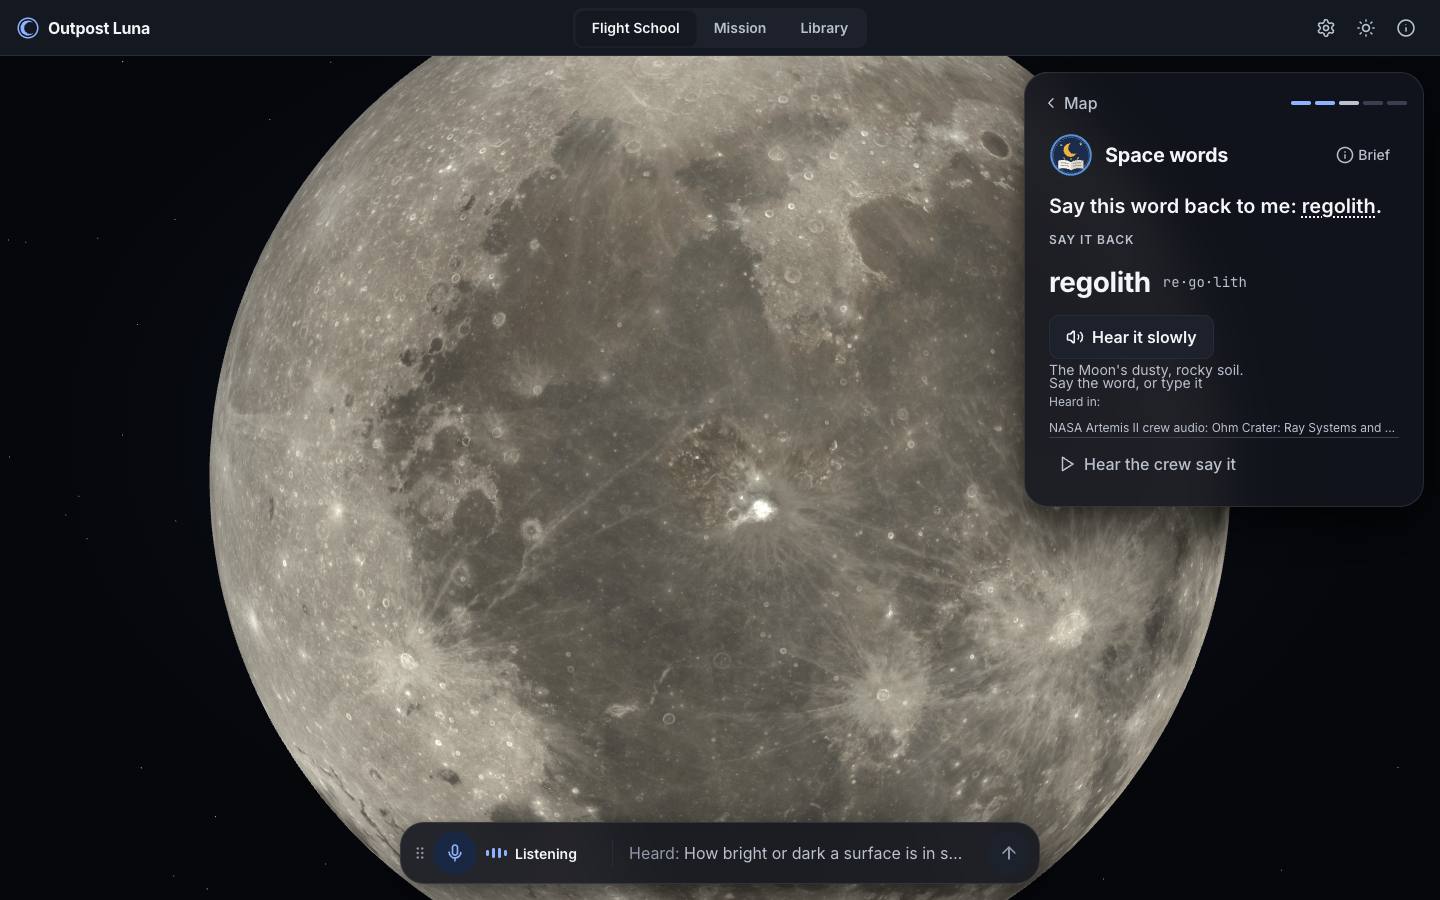 Outpost Luna
Flight School
Mission
Library
Map
Space words
Brief
Say this word back to me: regolith.
SAY IT BACK
regolith re·go·lith
Hear it slowly
The Moon's dusty, rocky soil.
Say the word, or type it
Heard in:
NASA Artemis II crew audio: Ohm Crater: Ray Systems and ...
Hear the crew say it
Listening
Heard: How bright or dark a surface is in s...